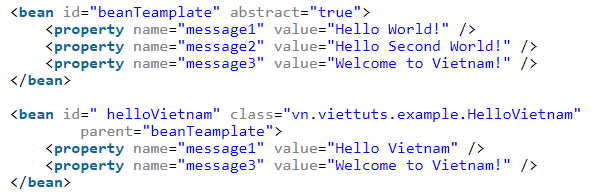 <bean id="beanTeamplate" abstract="true">
    <property name="message1" value="Hello World!" />
    <property name="message2" value="Hello Second World!" />
    <property name="message3" value="Welcome to Vietnam!" />
</bean>

<bean id=" helloVietnam" class="vn.viettuts.example.HelloVietnam"
        parent="beanTeamplate">
    <property name="message1" value="Hello Vietnam" />
    <property name="message3" value="Welcome to Vietnam!" />
</bean>